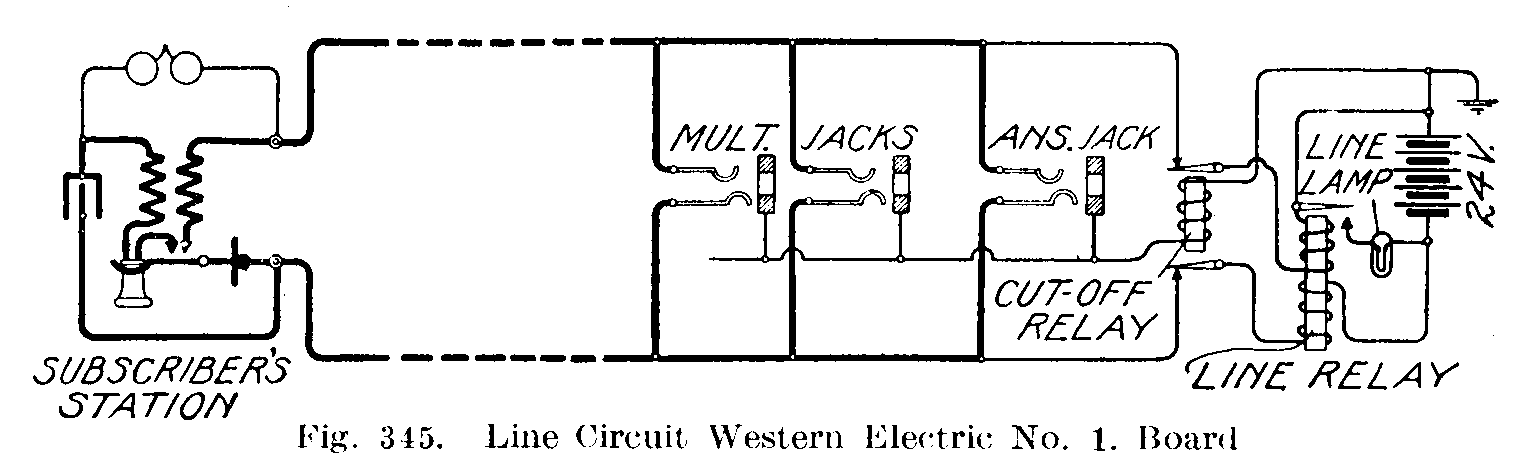 MULT. JACKS
ANS. JACK
LINE
LAMP
24 V.
CUT-OFF
RELAY
LINE RELAY
SUBSCRIBER'S
STATION
Fig. 345. Line Circuit Western Electric No. 1. Board